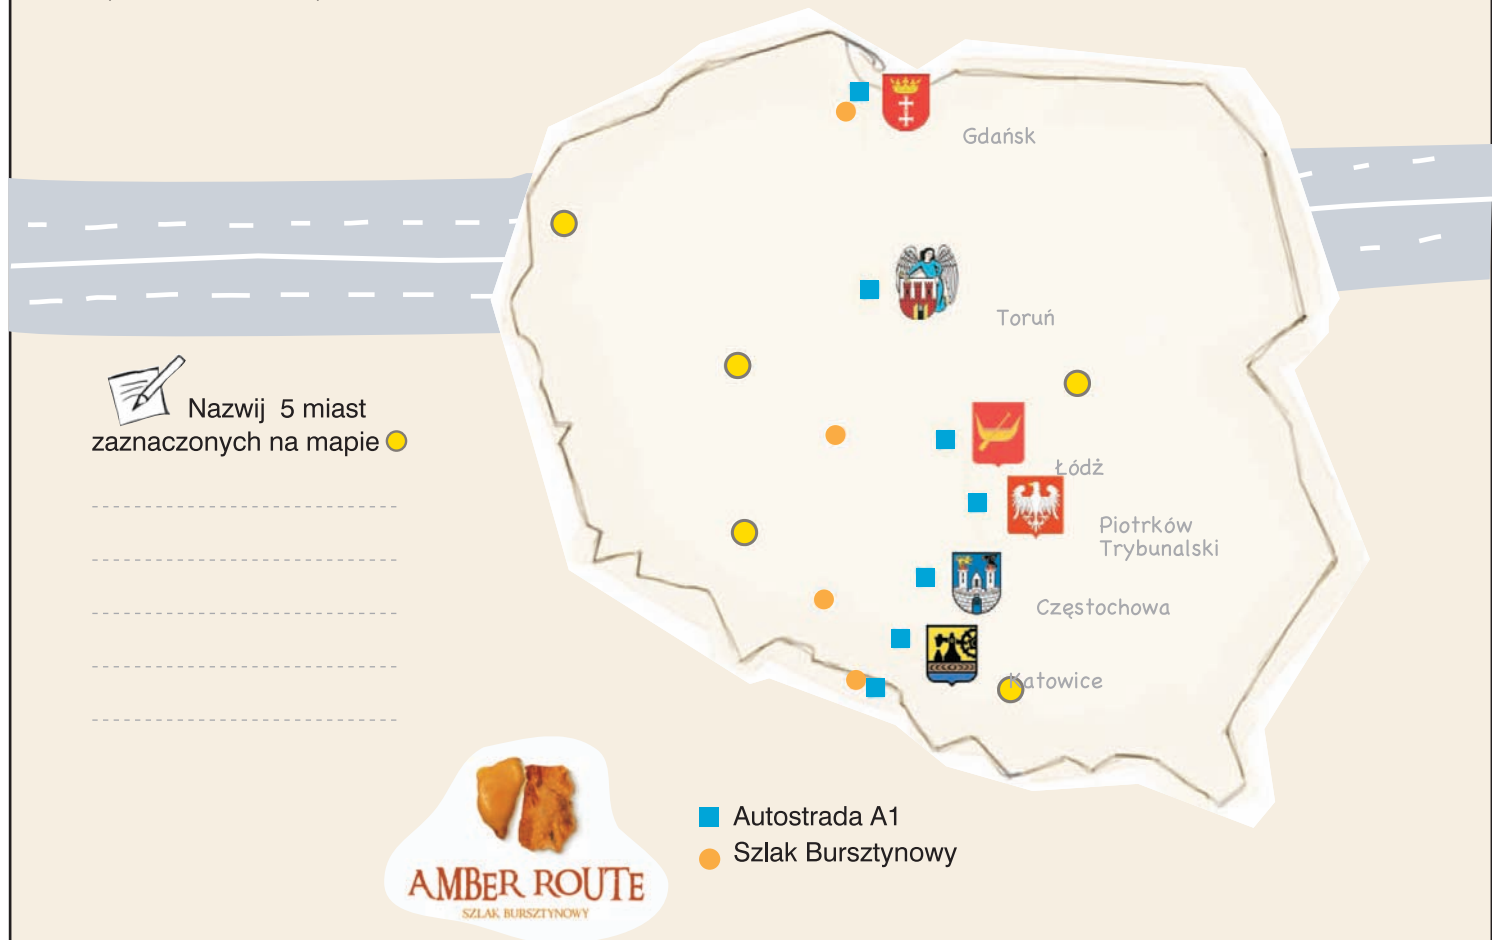 Gdańsk
Toruń
Nazwij 5 miast
zaznaczonych na mapie
Łódż
Piotrków
Trybunalski
Częstochowa
Katowice
Autostrada A1
Szlak Bursztynowy
AMBER ROUTE
SZLAK BURSZTYNOWY